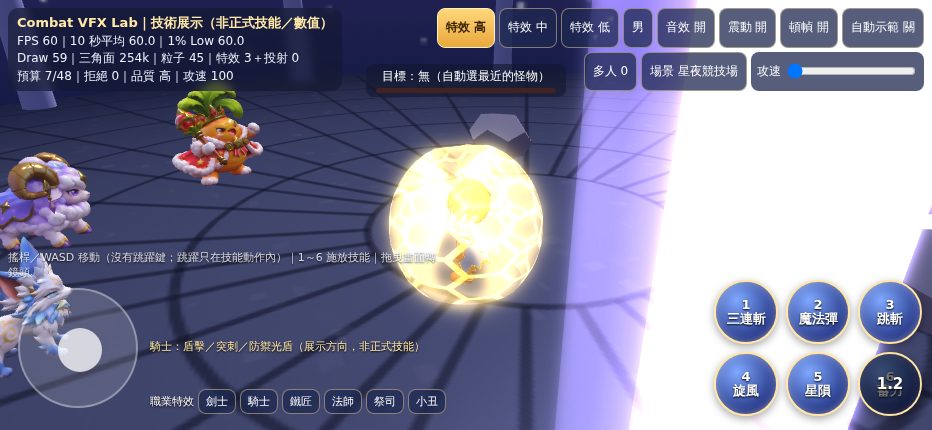 Combat VFX Lab｜技術展示（非正式技能／數值）
FPS 60｜10 秒平均 60.0｜1% Low 60.0
Draw 59｜三角面 254k｜粒子 45｜特效 3＋投射 0
預算 7/48｜拒絕 0｜品質 高｜攻速 100
特效 高
特效 中
特效 低
男
音效 開
震動 開
頓幀 開
自動示範 關
多人 0
場景 星夜競技場
攻速
目標：無（自動選最近的怪物）
搖桿／WASD 移動（沒有跳躍鍵；跳躍只在技能動作內）｜1～6 施放技能｜拖曳畫面轉
鏡頭
騎士：盾擊／突刺／防禦光盾（展示方向，非正式技能）
職業特效
劍士
騎士
鐵匠
法師
祭司
小丑
1
三連斬
2
魔法彈
3
跳斬
4
旋風
5
星隕
6
1.2